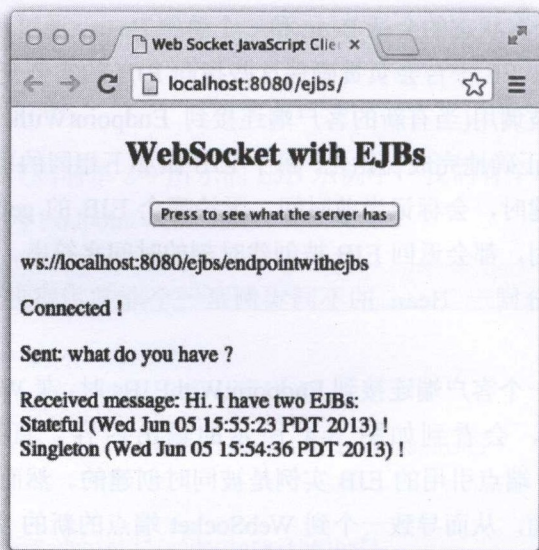 Web Socket JavaScript Clie
localhost:8080/ejbs/
WebSocket with EJBs
Press to see what the server has
ws://localhost:8080/ejbs/endpointwithejbs
Connected !
Sent: what do you have ?
Received message: Hi. I have two EJBs:
Stateful (Wed Jun 05 15:55:23 PDT 2013) !
Singleton (Wed Jun 05 15:54:36 PDT 2013) !